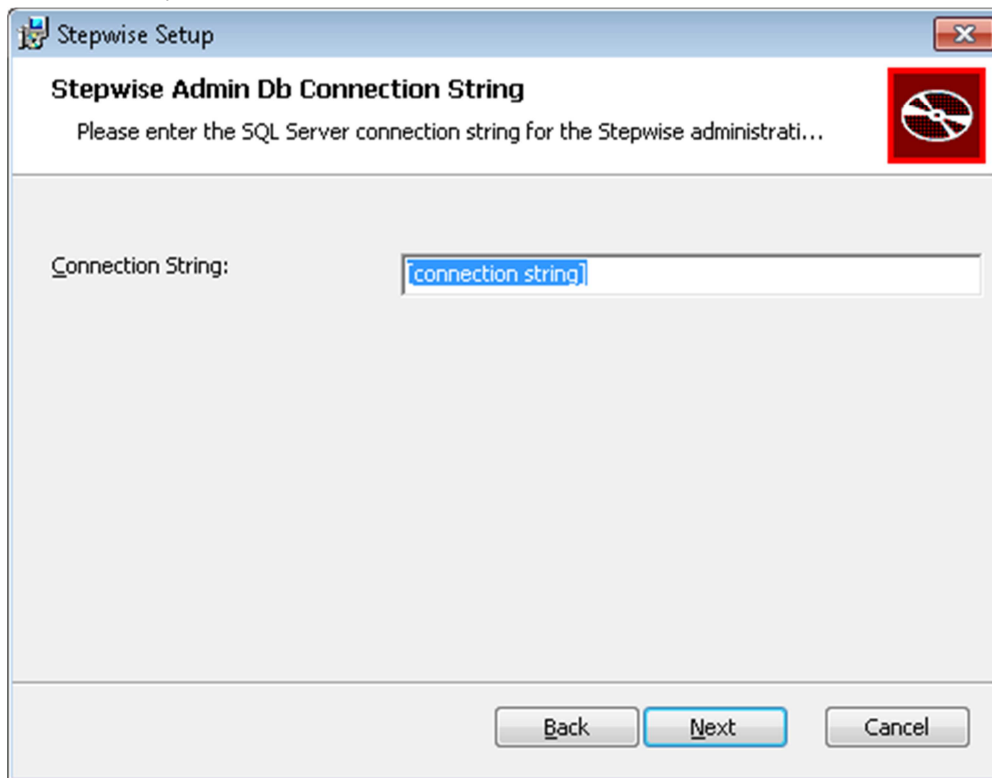 Stepwise Setup
Stepwise Admin Db Connection String
Please enter the SQL Server connection string for the Stepwise administrati...
Connection String:
[connection string]
Back Next Cancel